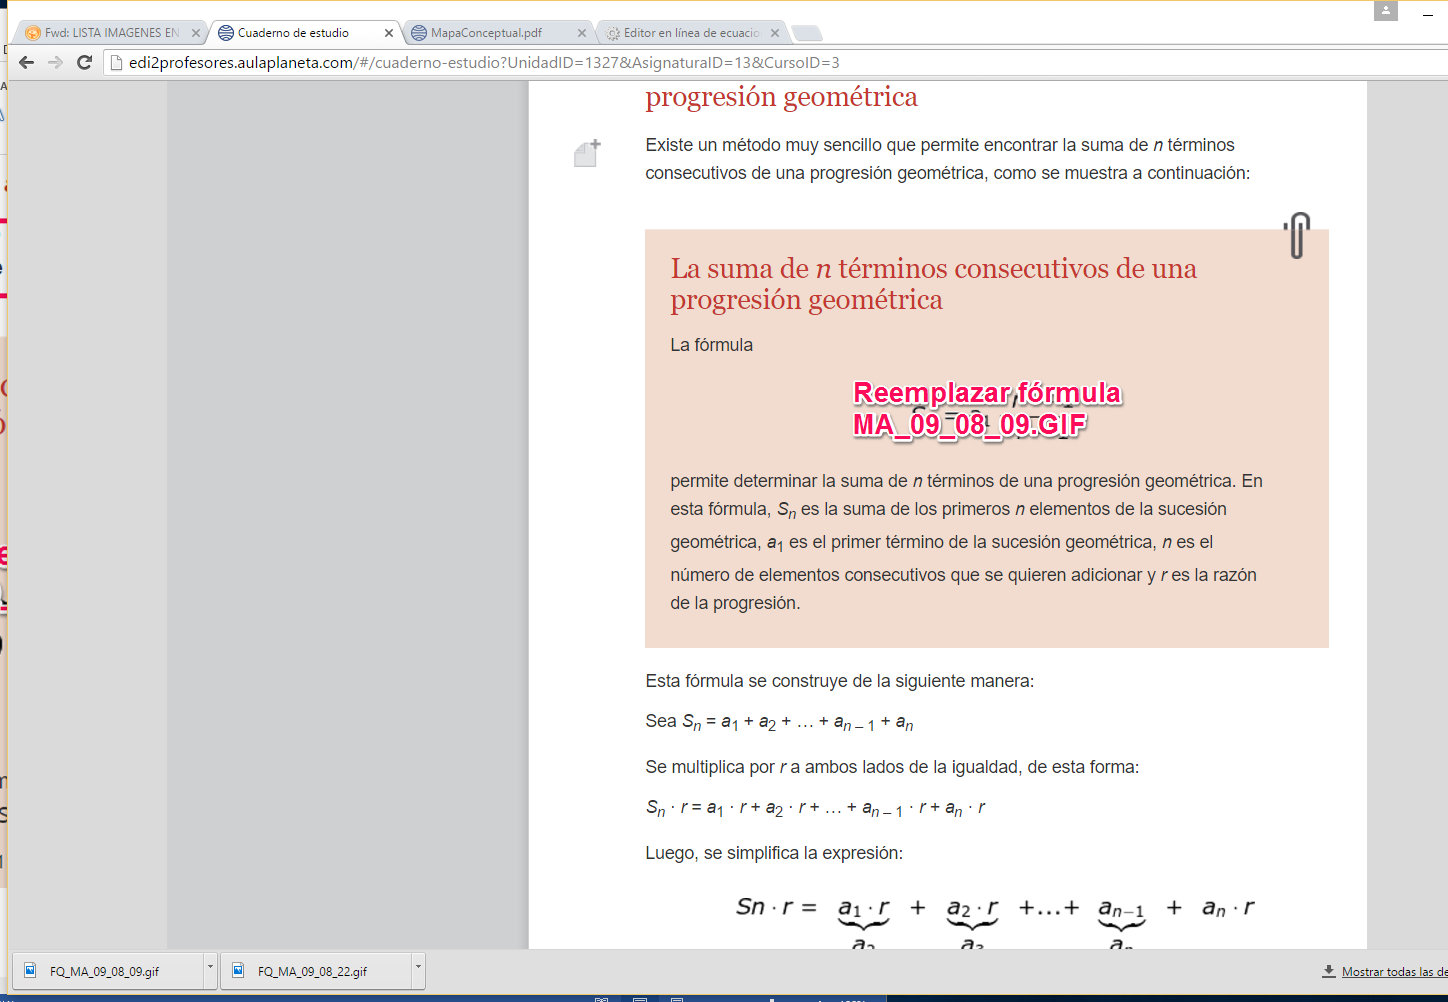 Fwd: LISTA IMAGENES EN
Cuaderno de estudio
MapaConceptual.pdf
Editor en línea de ecuacio
edi2profesores.aulaplaneta.com/#/cuaderno-estudio?UnidadID=1327&AsignaturaID=13&CursoID=3
progresión geométrica
Existe un método muy sencillo que permite encontrar la suma de n términos
consecutivos de una progresión geométrica, como se muestra a continuación:
La suma de n términos consecutivos de una
progresión geométrica
La fórmula
Reemplazar fórmula
MA_09_08_09.GIF
permite determinar la suma de n términos de una progresión geométrica. En
esta fórmula, Sn es la suma de los primeros n elementos de la sucesión
geométrica, a1 es el primer término de la sucesión geométrica, n es el
número de elementos consecutivos que se quieren adicionar y r es la razón
de la progresión.
Esta fórmula se construye de la siguiente manera:
Sea Sn = a1 + a2 + … + an – 1 + an
Se multiplica por r a ambos lados de la igualdad, de esta forma:
Sn · r = a1 · r + a2 · r + … + an – 1 · r + an · r
Luego, se simplifica la expresión:
Sn · r = a1 · r + a2 · r +...+ an−1 + an · r
FQ_MA_09_08_09.gif
FQ_MA_09_08_22.gif
Mostrar todas las de